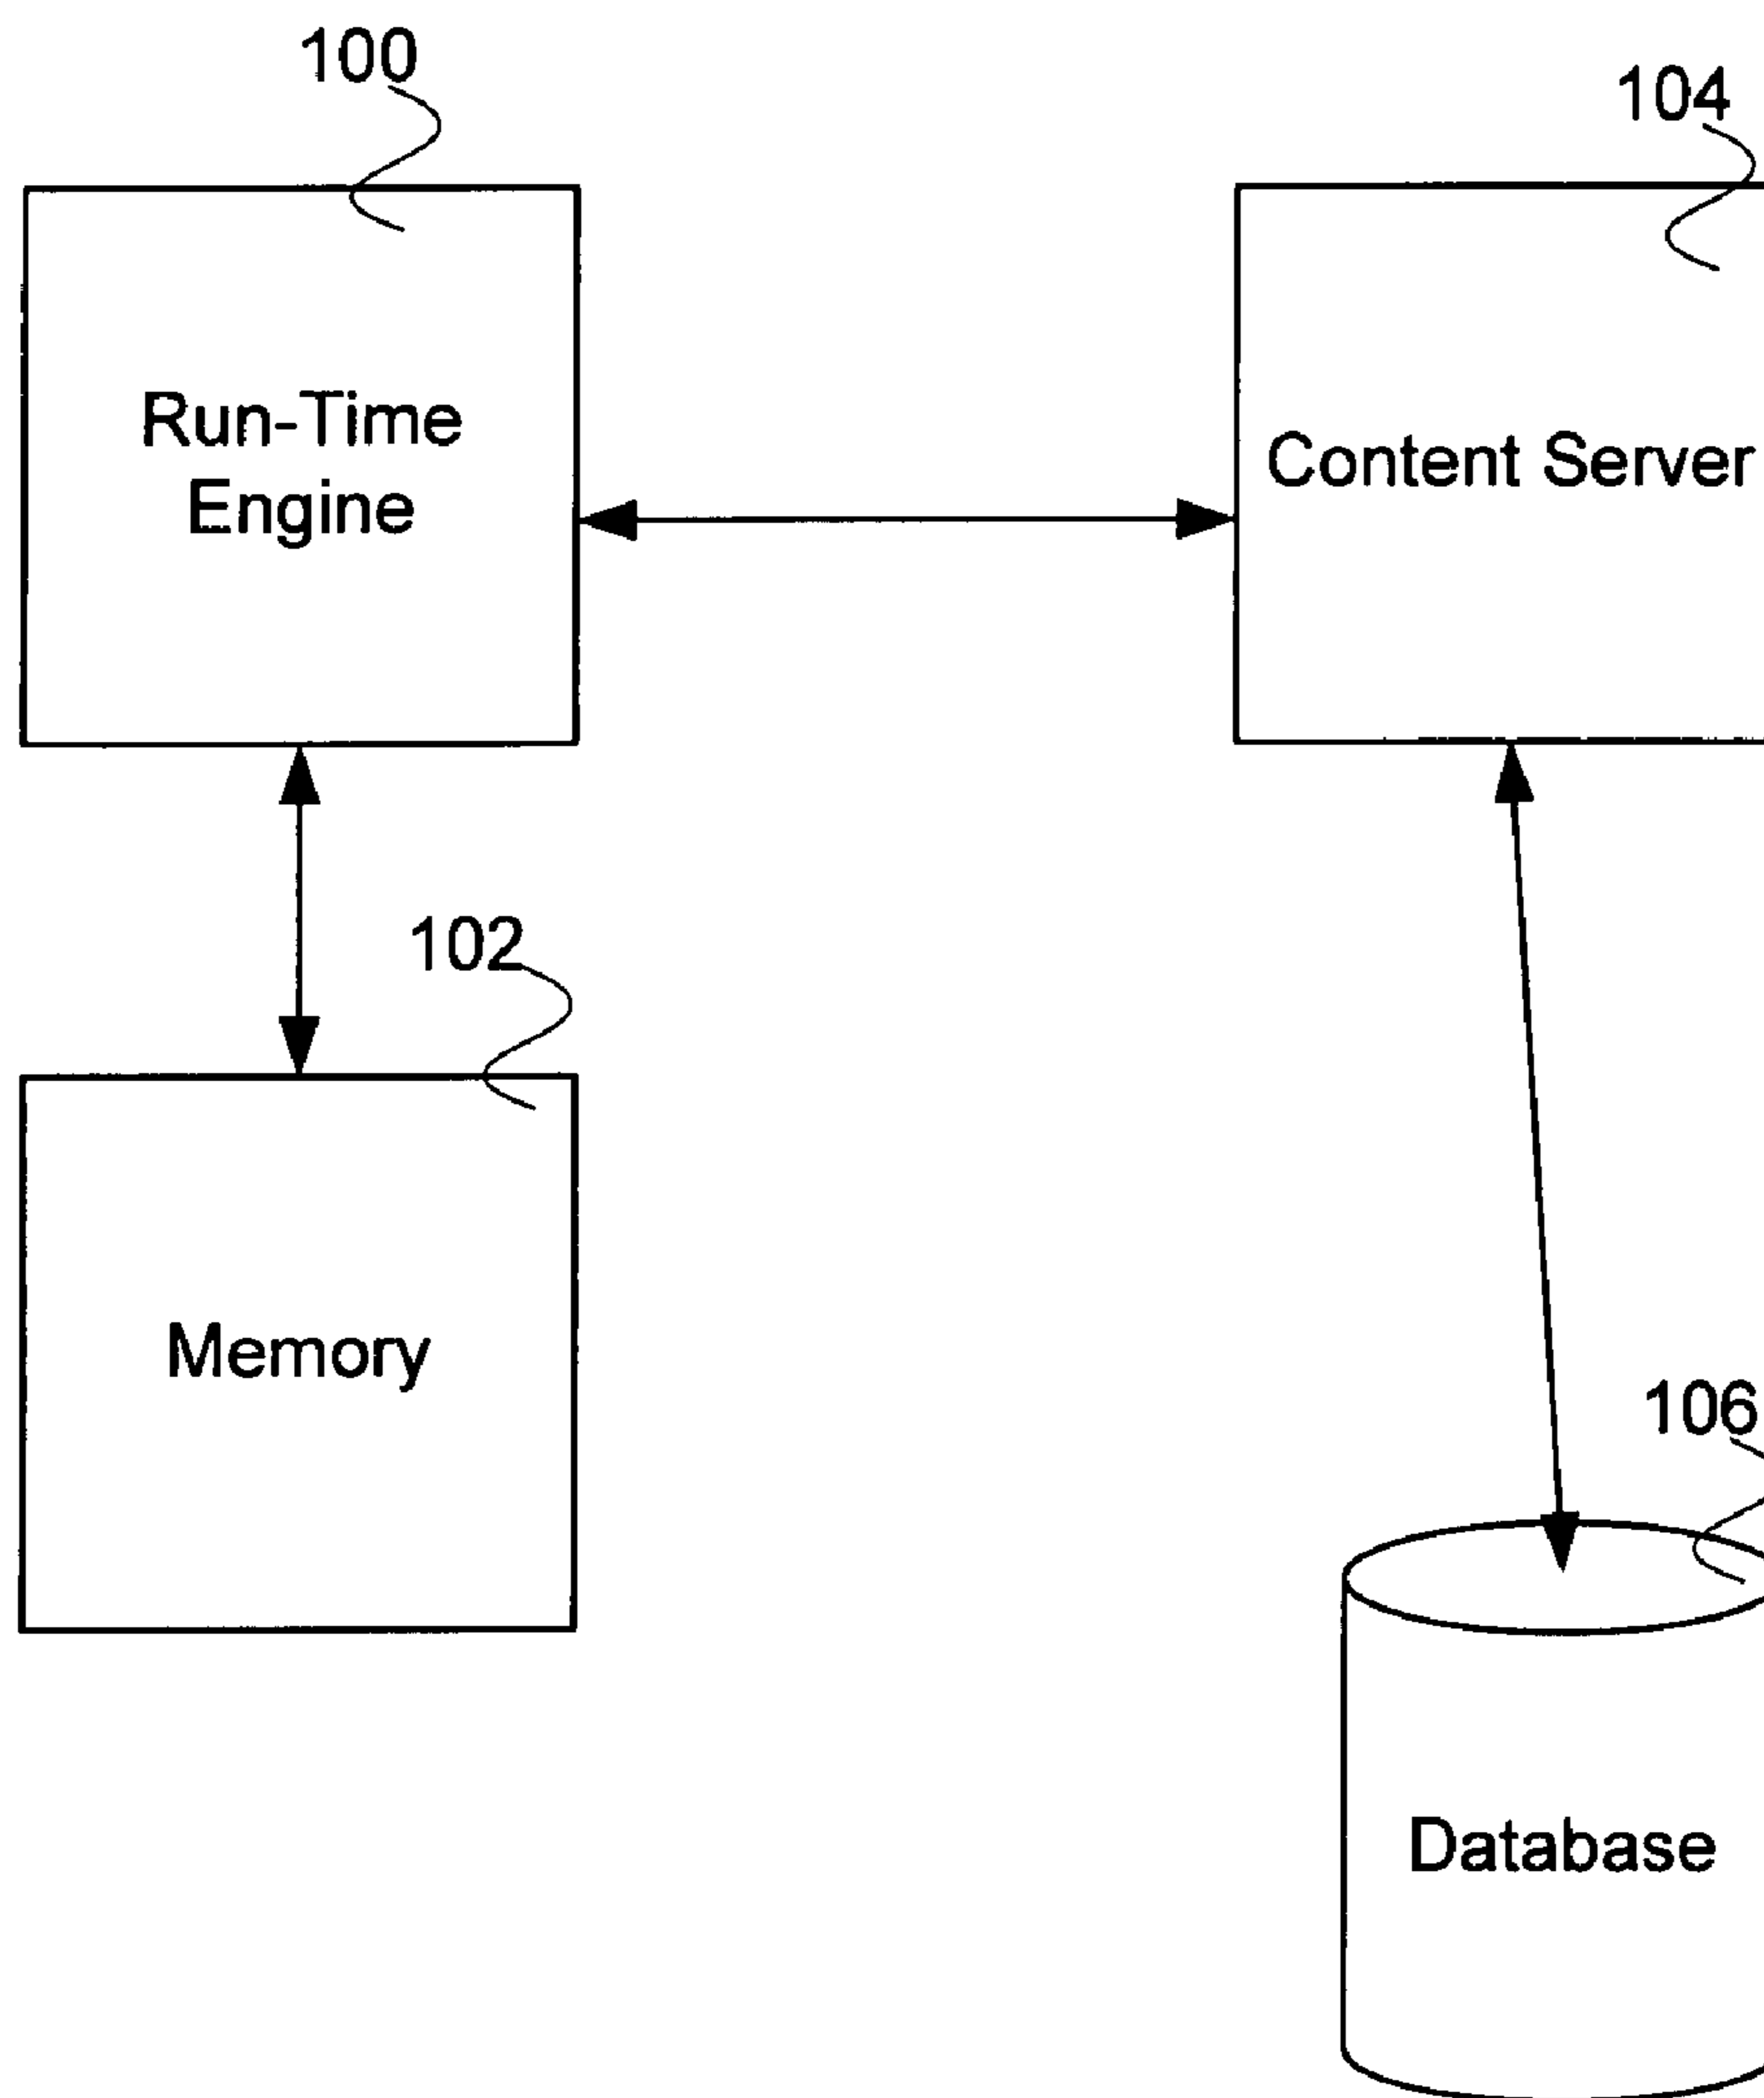 100
104
Run-Time
Engine
Content Server
102
Memory
106
Database